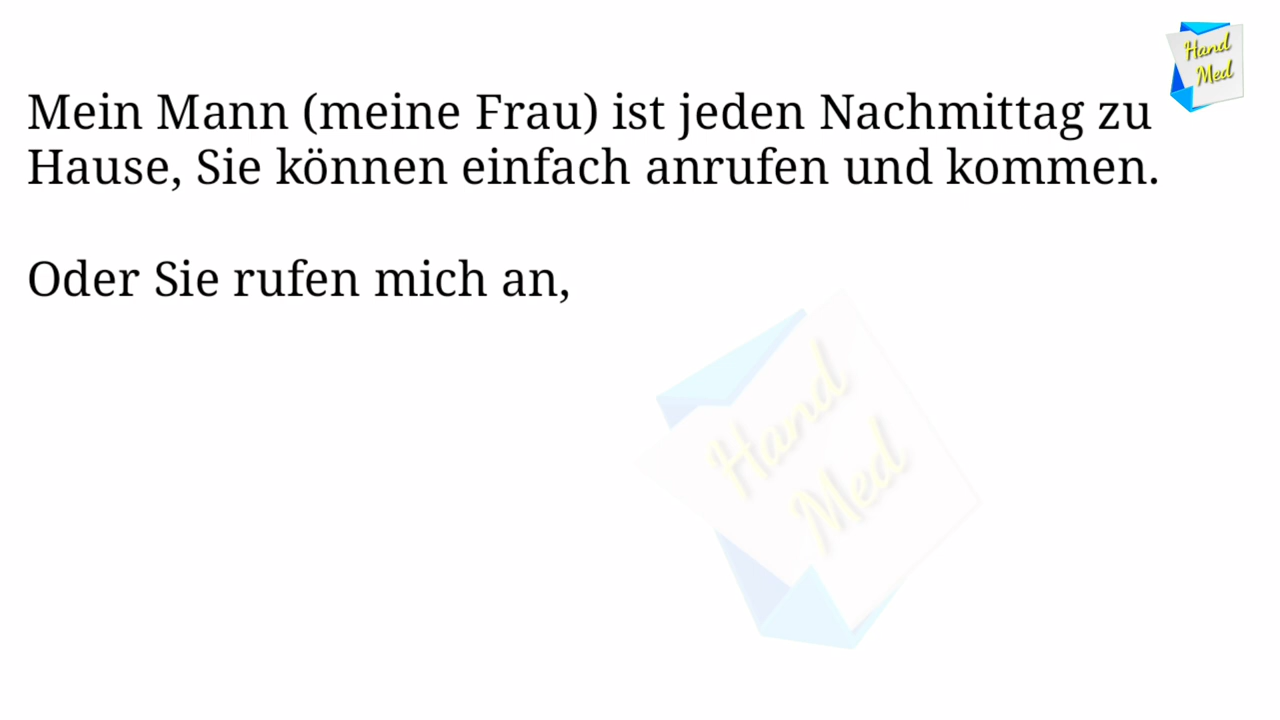 Hand
Med
Mein Mann (meine Frau) ist jeden Nachmittag zu
Hause, Sie können einfach anrufen und kommen.
Oder Sie rufen mich an,
Hand
Med